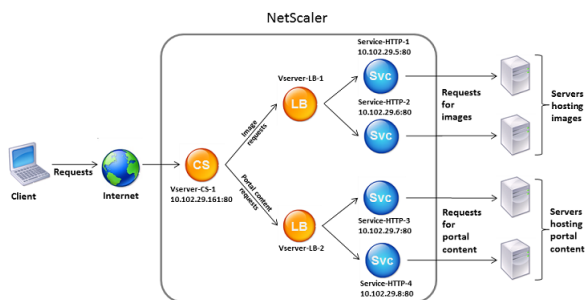 NetScaler
Service-HTTP-1
10.102.29.5:80
Svc
Vserver-LB-1
LB
Service-HTTP-2
10.102.29.6:80
Svc
Requests
for
images
Servers
hosting
images
Image
requests
Client
Requests
Internet
CS
Vserver-CS-1
10.102.29.161:80
Portal content
requests
Svc
Service-HTTP-3
10.102.29.7:80
LB
Vserver-LB-2
Svc
Service-HTTP-4
10.102.29.8:80
Requests
for
portal
content
Servers
hosting
portal
content